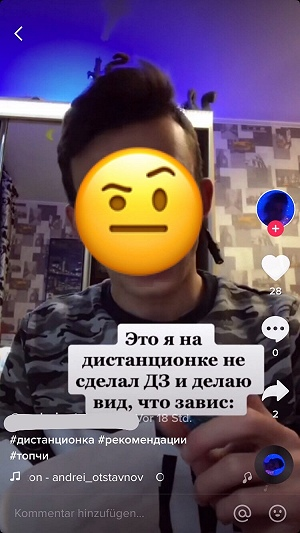 Это я на
дистанционке не
сделал ДЗ и делаю
вид, что завис:
28
0
2
vor 18 Std.
#дистанционка #рекомендации
#топчи
on - andrei_otstavnov
Kommentar hinzufügen...